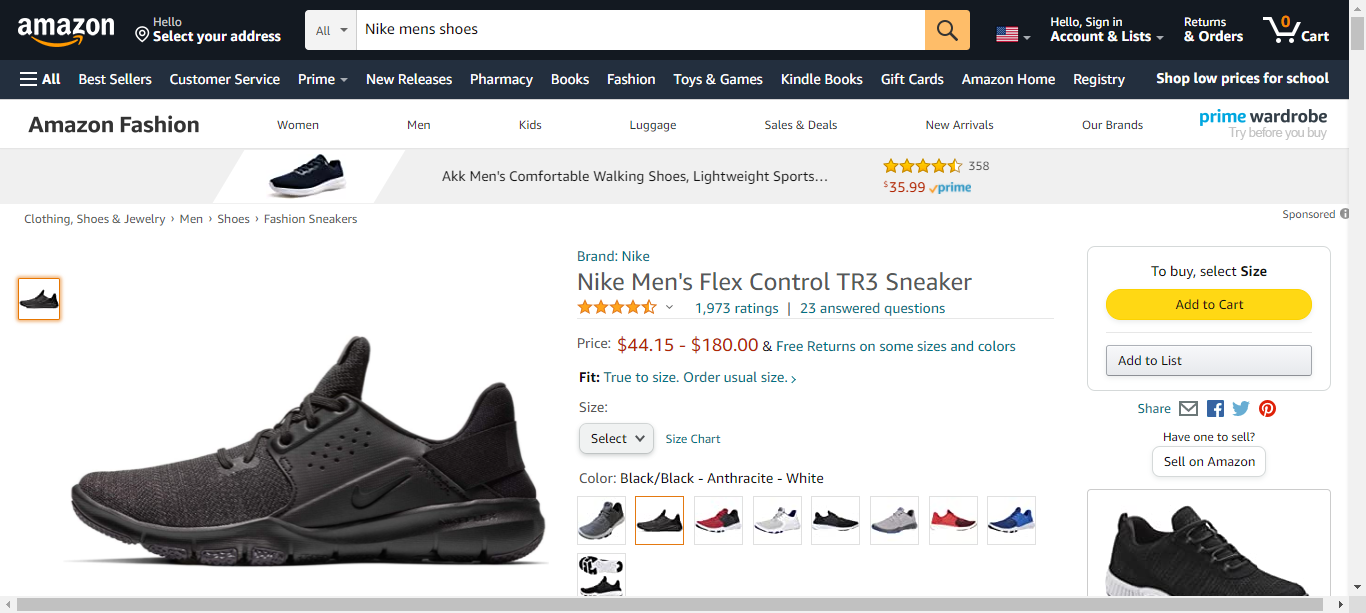 amazon
Hello
Select your address
All
Nike mens shoes
Hello, Sign in
Account & Lists
Returns
& Orders
0
Cart
All Best Sellers Customer Service Prime New Releases Pharmacy Books Fashion Toys & Games Kindle Books Gift Cards Amazon Home Registry Shop low prices for school
Amazon Fashion Women Men Kids Luggage Sales & Deals New Arrivals Our Brands
prime wardrobe
Try before you buy
Akk Men's Comfortable Walking Shoes, Lightweight Sports...
358
$35.99 prime
Sponsored
Clothing, Shoes & Jewelry › Men › Shoes › Fashion Sneakers
Brand: Nike
Nike Men's Flex Control TR3 Sneaker
1,973 ratings | 23 answered questions
Price: $44.15 - $180.00 & Free Returns on some sizes and colors
Fit: True to size. Order usual size. ›
Size:
Select
Size Chart
Color: Black/Black - Anthracite - White
To buy, select Size
Add to Cart
Add to List
Share
Have one to sell?
Sell on Amazon